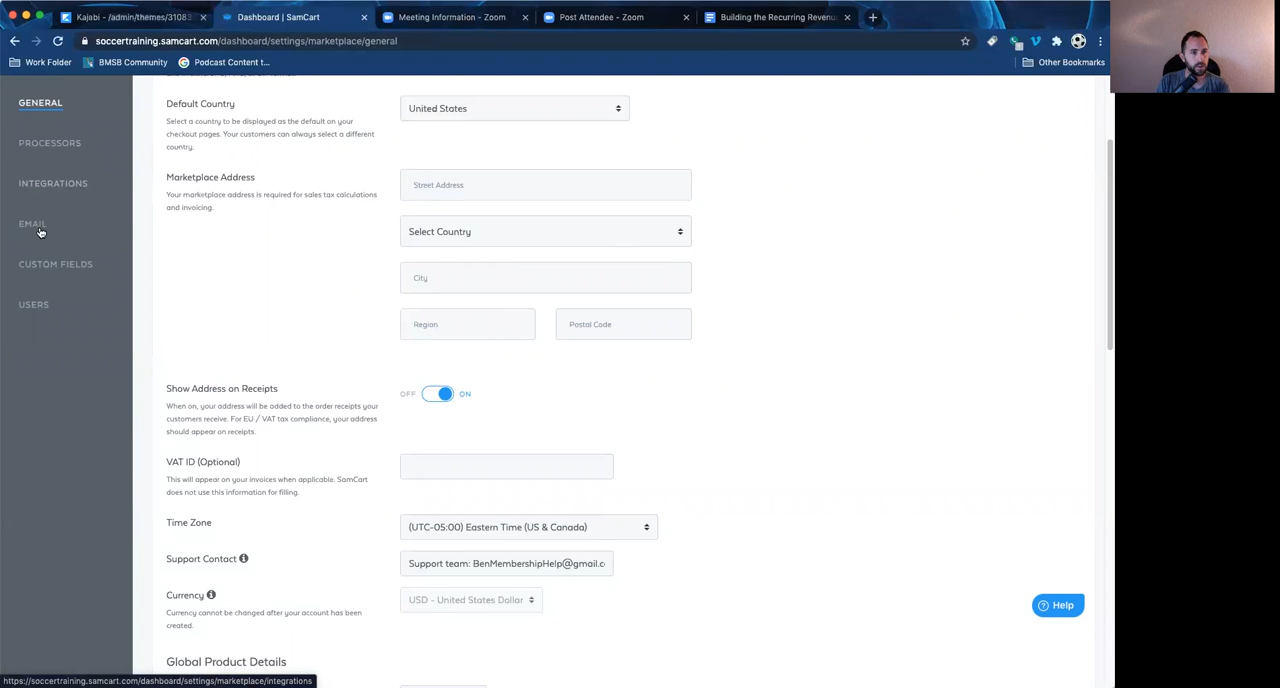 Kajabi - /admin/themes/31083
Dashboard | SamCart
Meeting Information - Zoom
Post Attendee - Zoom
Building the Recurring Revenu
soccertraining.samcart.com/dashboard/settings/marketplace/general
Work Folder
BMSB Community
Podcast Content t...
Other Bookmarks
GENERAL
PROCESSORS
INTEGRATIONS
EMAIL
CUSTOM FIELDS
USERS
Default Country
United States
Select a country to be displayed as the default on your
checkout pages. Your customers can always select a different
country.
Marketplace Address
Street Address
Your marketplace address is required for sales tax calculations
and invoicing.
Select Country
City
Region
Postal Code
Show Address on Receipts
OFF ON
When on, your address will be added to the order receipts your
customers receive. For EU / VAT tax compliance, your address
should appear on receipts.
VAT ID (Optional)
This will appear on your invoices when applicable. SamCart
does not use this information for filling.
Time Zone
(UTC-05:00) Eastern Time (US & Canada)
Support Contact
Support team: BenMembershipHelp@gmail.c
Currency
USD - United States Dollar
Currency cannot be changed after your account has been
created.
Help
Global Product Details
https://soccertraining.samcart.com/dashboard/settings/marketplace/integrations